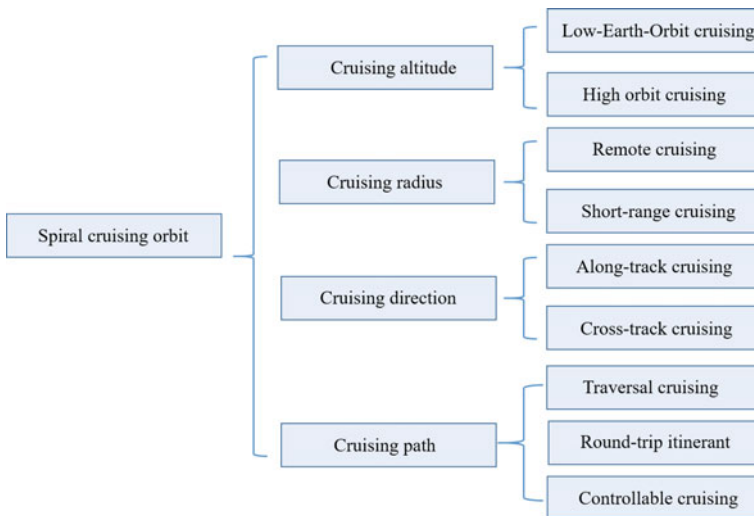 Spiral cruising orbit
Cruising altitude
Low-Earth-Orbit cruising
High orbit cruising
Cruising radius
Remote cruising
Short-range cruising
Cruising direction
Along-track cruising
Cross-track cruising
Cruising path
Traversal cruising
Round-trip itinerant
Controllable cruising